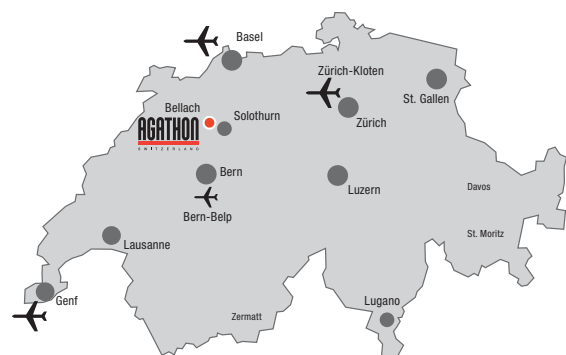 Basel
Zürich-Kloten
St. Gallen
Bellach
AGATHON
SWITZERLAND
Solothurn
Zürich
Bern
Luzern
Davos
Bern-Belp
St. Moritz
Lausanne
Genf
Zermatt
Lugano